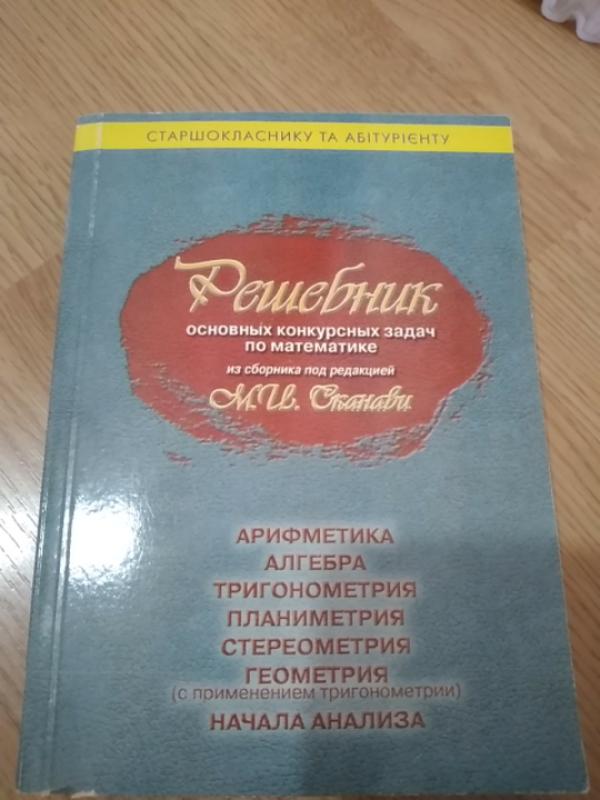 СТАРШОКЛАСНИКУ ТА АБІТУРІЄНТУ
Решебник
ОСНОВНЫХ КОНКУРСНЫХ ЗАДАЧ
ПО МАТЕМАТИКЕ
из сборника под редакцией
М.И. Сканави
АРИФМЕТИКА
АЛГЕБРА
ТРИГОНОМЕТРИЯ
ПЛАНИМЕТРИЯ
СТЕРЕОМЕТРИЯ
ГЕОМЕТРИЯ
(с применением тригонометрии)
НАЧАЛА АНАЛИЗА